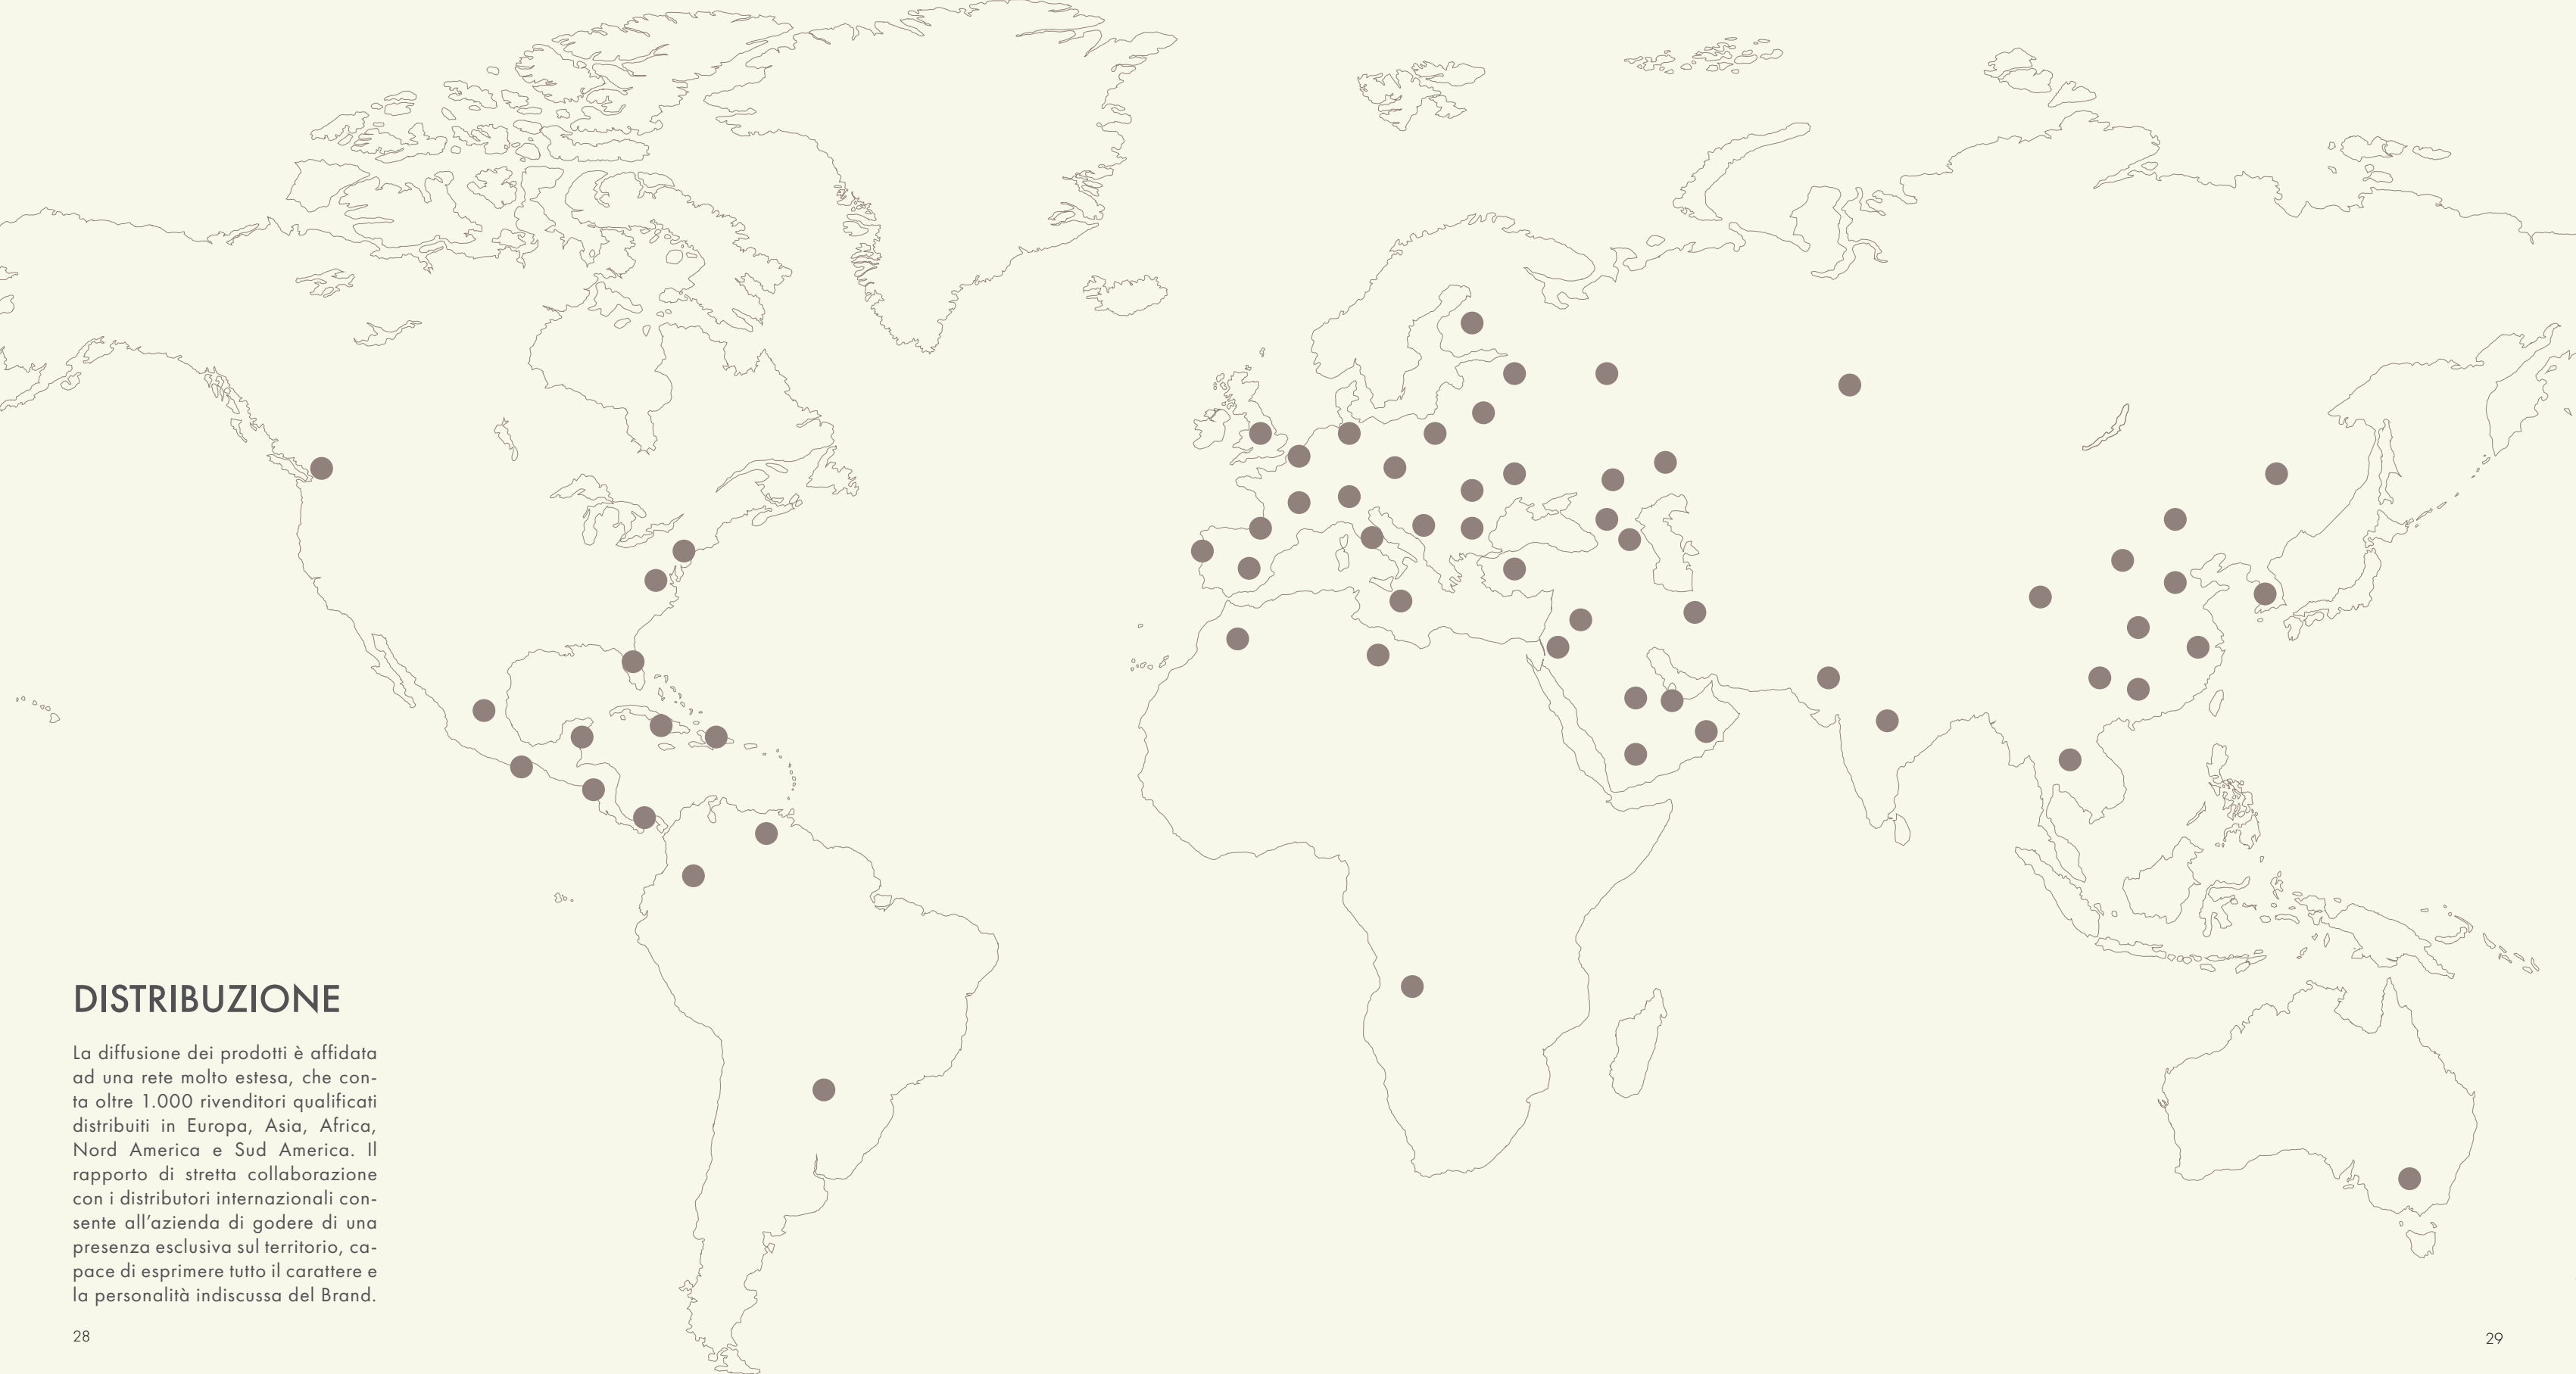 DISTRIBUZIONE
La diffusione dei prodotti è affidata
ad una rete molto estesa, che con-
ta oltre 1.000 rivenditori qualificati
distribuiti in Europa, Asia, Africa,
Nord America e Sud America. Il
rapporto di stretta collaborazione
con i distributori internazionali con-
sente all’azienda di godere di una
presenza esclusiva sul territorio, ca-
pace di esprimere tutto il carattere e
la personalità indiscussa del Brand.
28
29